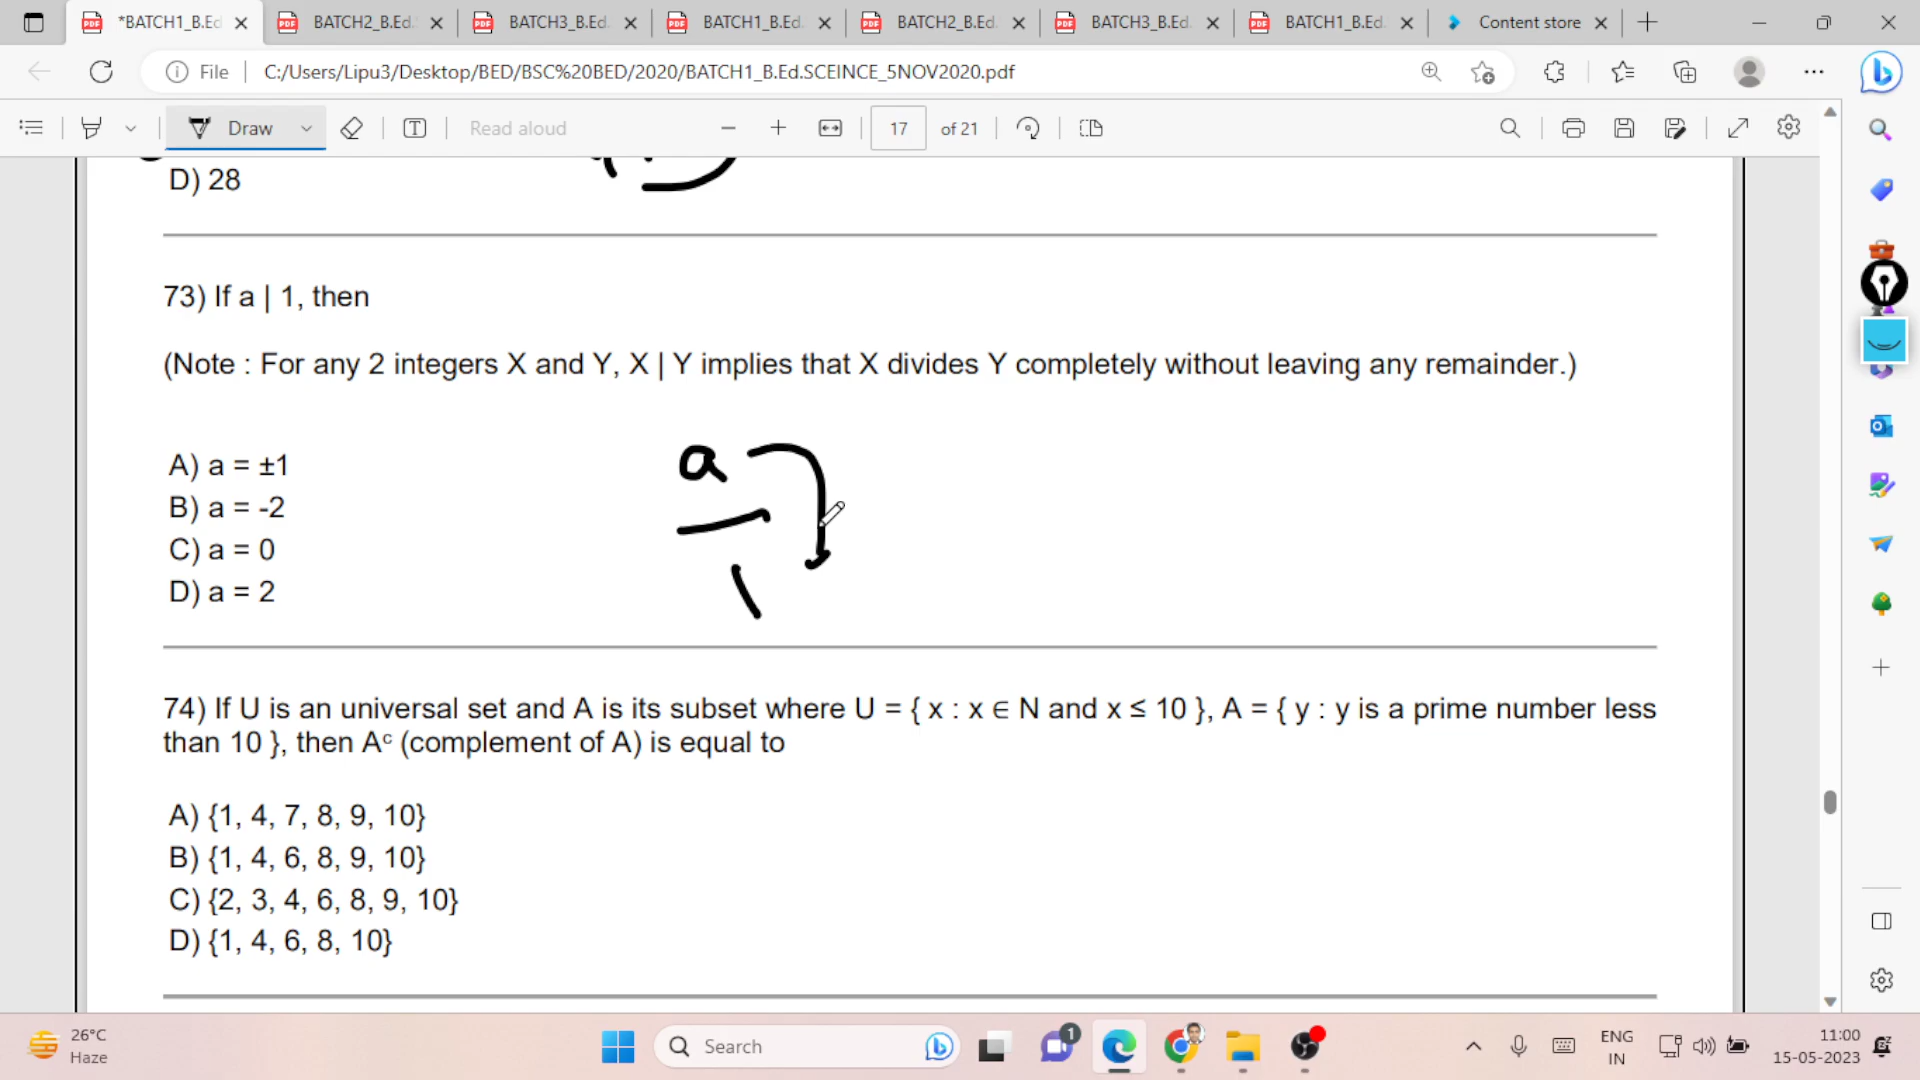 *BATCH1_B.Ed
BATCH2_B.Ed.
BATCH3_B.Ed.
BATCH1_B.Ed.
BATCH2_B.Ed.
BATCH3_B.Ed.
BATCH1_B.Ed.
Content store
File
C:/Users/Lipu3/Desktop/BED/BSC%20BED/2020/BATCH1_B.Ed.SCEINCE_5NOV2020.pdf
Draw
Read aloud
17 of 21
D) 28
73) If a | 1, then
(Note : For any 2 integers X and Y, X | Y implies that X divides Y completely without leaving any remainder.)
A) a = ±1
B) a = -2
C) a = 0
D) a = 2
a
1
74) If U is an universal set and A is its subset where U = { x : x ∈ N and x ≤ 10 }, A = { y : y is a prime number less
than 10 }, then Aᶜ (complement of A) is equal to
A) {1, 4, 7, 8, 9, 10}
B) {1, 4, 6, 8, 9, 10}
C) {2, 3, 4, 6, 8, 9, 10}
D) {1, 4, 6, 8, 10}
26°C
Haze
Search
1
ENG
IN
11:00
15-05-2023